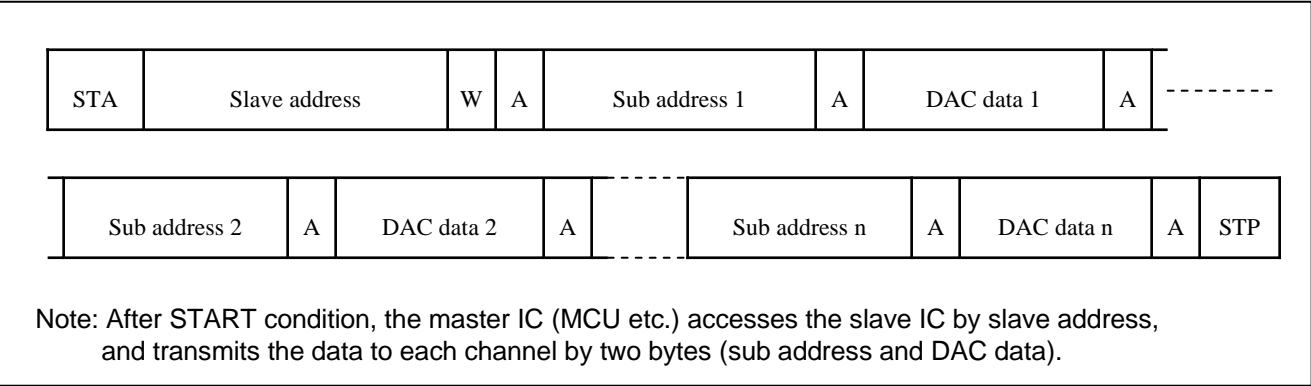 STA Slave address W A Sub address 1 A DAC data 1 A
Sub address 2 A DAC data 2 A Sub address n A DAC data n A STP
Note: After START condition, the master IC (MCU etc.) accesses the slave IC by slave address,
and transmits the data to each channel by two bytes (sub address and DAC data).